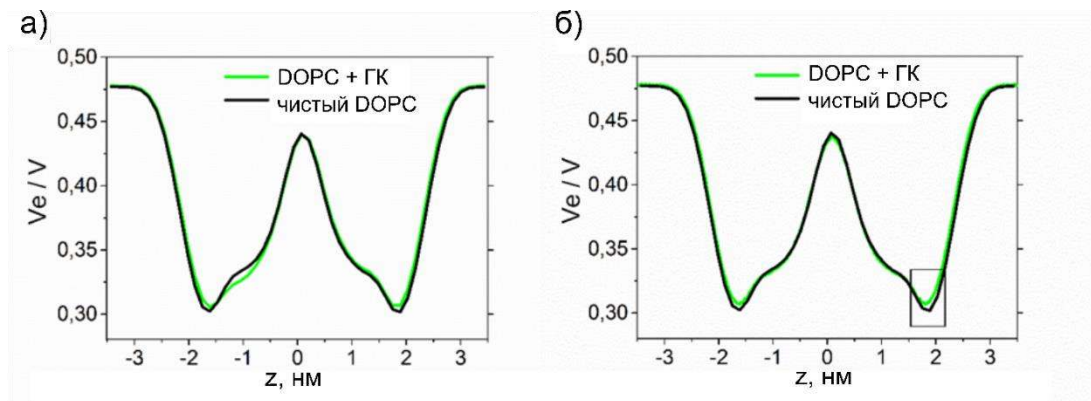 а)
0,50
0,45
0,40
0,35
0,30
Ve / V
DOPC + ГК
чистый DOPC
-3 -2 -1 0 1 2 3
z, нм
б)
0,50
0,45
0,40
0,35
0,30
Ve / V
DOPC + ГК
чистый DOPC
-3 -2 -1 0 1 2 3
z, нм